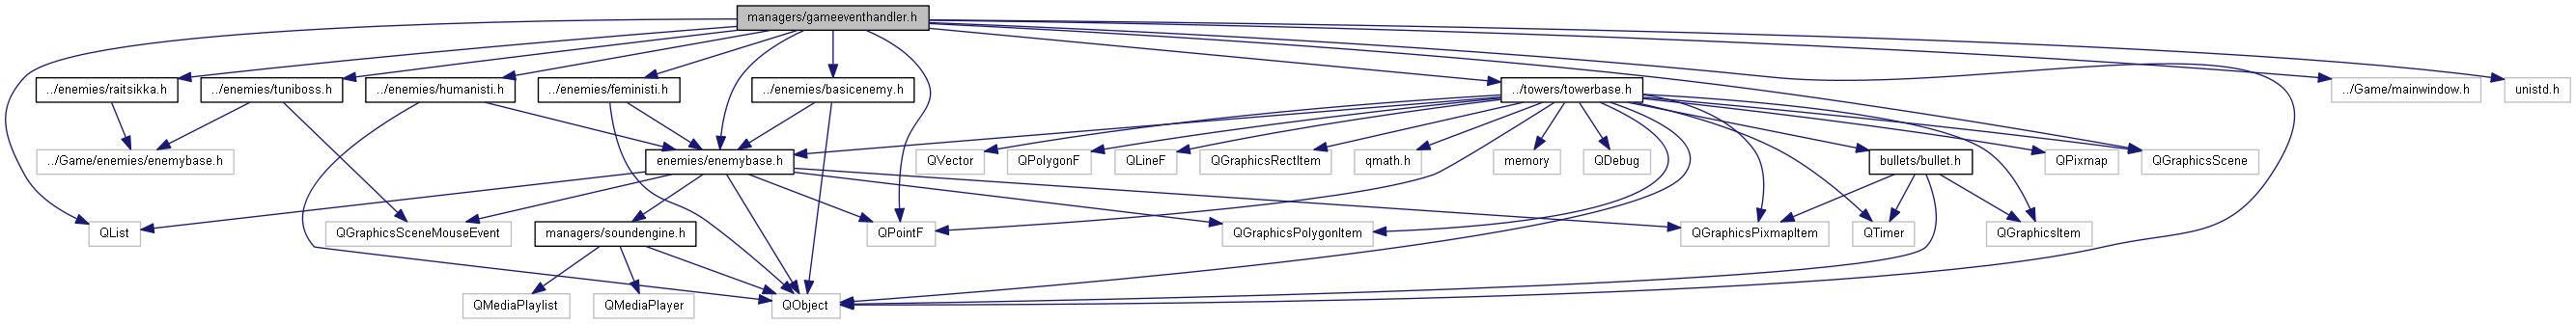 managers/gameeventhandler.h
../enemies/raitsikka.h
../enemies/tuniboss.h
../enemies/humanisti.h
../enemies/feministi.h
../enemies/basicenemy.h
../towers/towerbase.h
../Game/mainwindow.h
unistd.h
../Game/enemies/enemybase.h
enemies/enemybase.h
QVector
QPolygonF
QLineF
QGraphicsRectItem
qmath.h
memory
QDebug
bullets/bullet.h
QPixmap
QGraphicsScene
QList
QGraphicsSceneMouseEvent
managers/soundengine.h
QPointF
QGraphicsPolygonItem
QGraphicsPixmapItem
QTimer
QGraphicsItem
QMediaPlaylist
QMediaPlayer
QObject